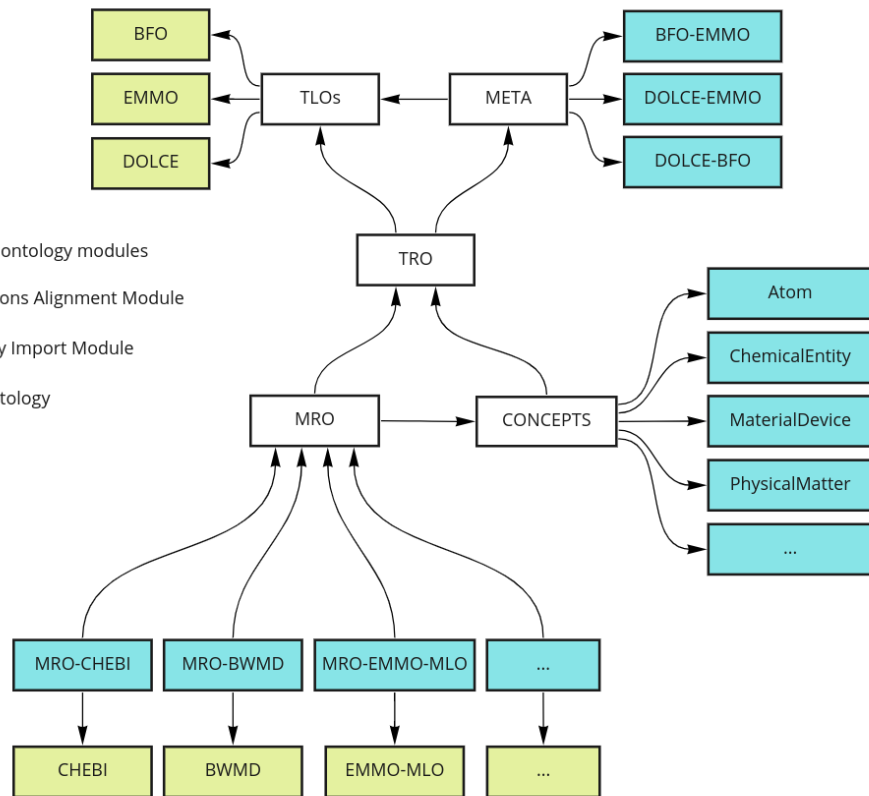 BFO
BFO-EMMO
EMMO
TLOs
META
DOLCE-EMMO
DOLCE
DOLCE-BFO
TRO
ontology modules
ons Alignment Module
y Import Module
tology
Atom
ChemicalEntity
MRO
CONCEPTS
MaterialDevice
PhysicalMatter
...
MRO-CHEBI
MRO-BWMD
MRO-EMMO-MLO
...
CHEBI
BWMD
EMMO-MLO
...